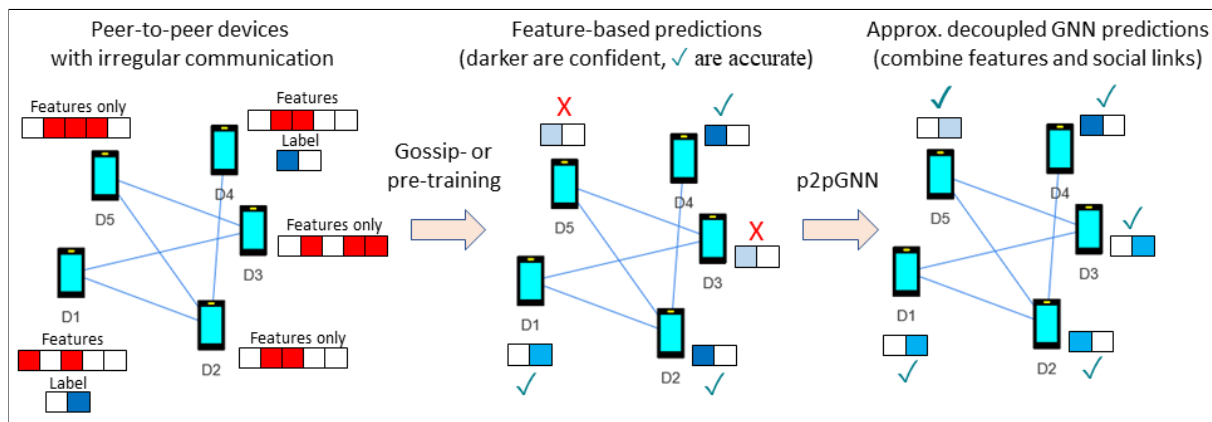 Peer-to-peer devices
with irregular communication
Features only
Features
Label
D5
D4
Features only
D3
D1
D2
Features
Label
Features only
Gossip- or
pre-training
Feature-based predictions
(darker are confident, ✓ are accurate)
X
✓
D5
D4
X
D3
D1
D2
✓
✓
p2pGNN
Approx. decoupled GNN predictions
(combine features and social links)
✓
✓
D5
D4
✓
D3
D1
D2
✓
✓